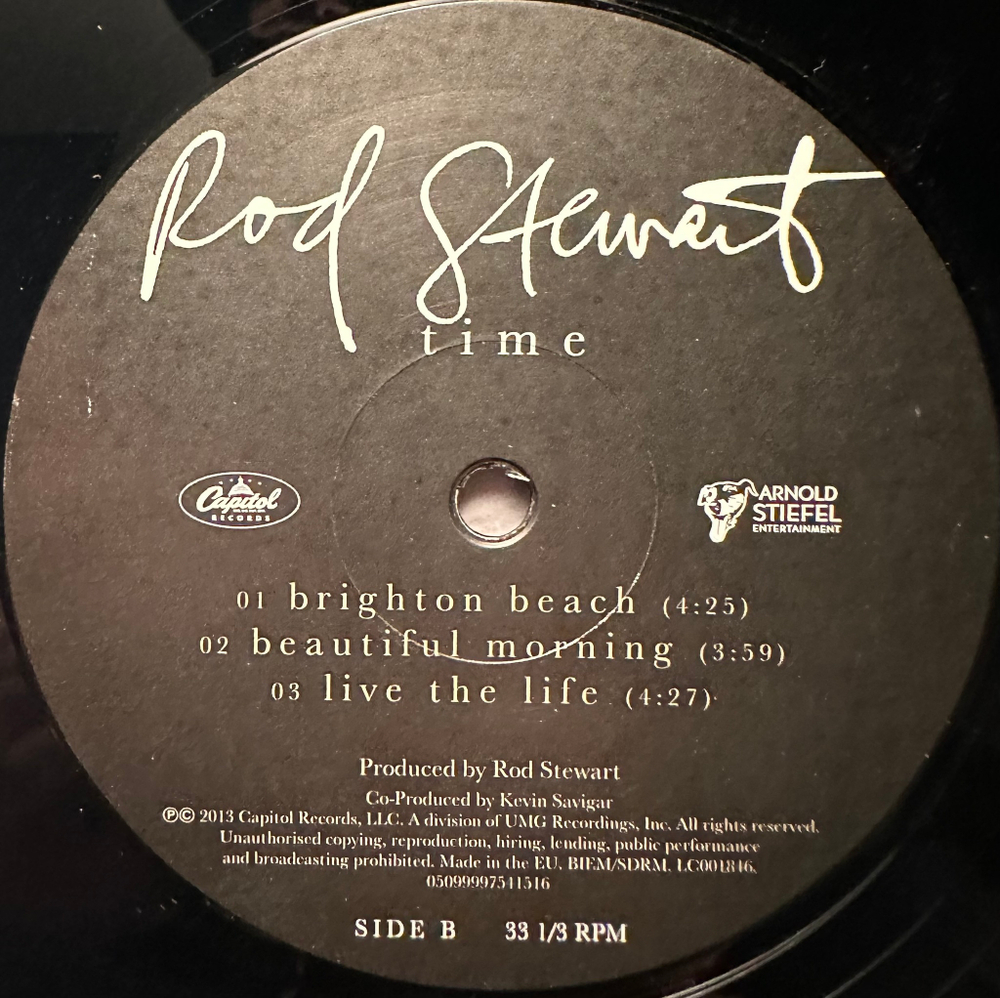 Rod Stewart
time
Capitol
RECORDS
ARNOLD
STIEFEL
ENTERTAINMENT
01 brighton beach (4:25)
02 beautiful morning (3:59)
03 live the life (4:27)
Produced by Rod Stewart
Co-Produced by Kevin Savigar
℗© 2013 Capitol Records, LLC. A division of UMG Recordings, Inc. All rights reserved.
Unauthorised copying, reproduction, hiring, lending, public performance
and broadcasting prohibited. Made in the EU. BIEM/SDRM. LC001846.
05099997541516
SIDE B 33 1/3 RPM